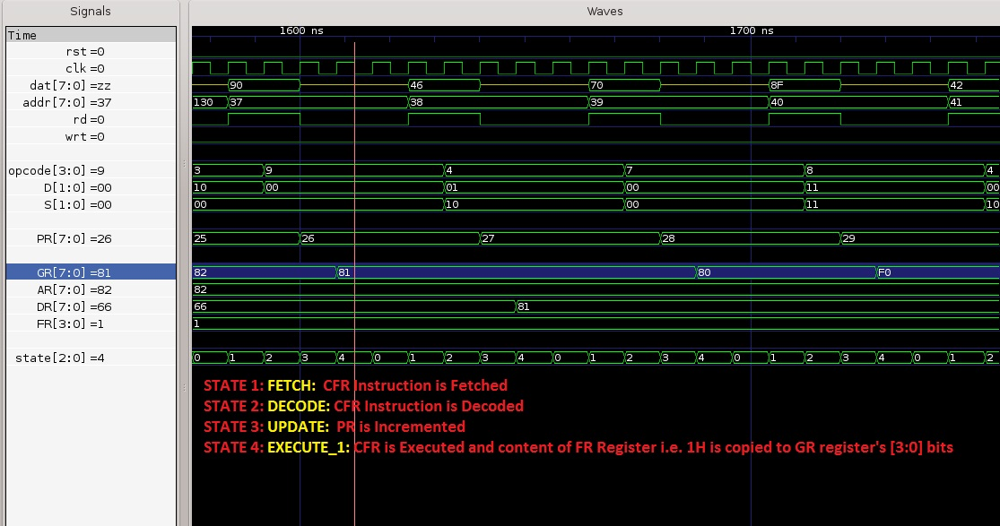 Signals Waves
Time 1600 ns 1700 ns
rst=0
clk=0
dat[7:0]=zz 90 46 70 8F 42
addr[7:0]=37 130 37 38 39 40 41
rd=0
wrt=0
opcode[3:0]=9 3 9 4 7 8 4
D[1:0]=00 10 00 01 00 11 00
S[1:0]=00 00 10 00 11 10
PR[7:0]=26 25 26 27 28 29
GR[7:0]=81 82 81 80 F0
AR[7:0]=82 82
DR[7:0]=66 66 81
FR[3:0]=1 1
state[2:0]=4 0 1 2 3 4 0 1 2 3 4 0 1 2 3 4 0 1 2 3 4 0 1 2
STATE 1: FETCH: CFR Instruction is Fetched
STATE 2: DECODE: CFR Instruction is Decoded
STATE 3: UPDATE: PR is Incremented
STATE 4: EXECUTE_1: CFR is Executed and content of FR Register i.e. 1H is copied to GR register's [3:0] bits